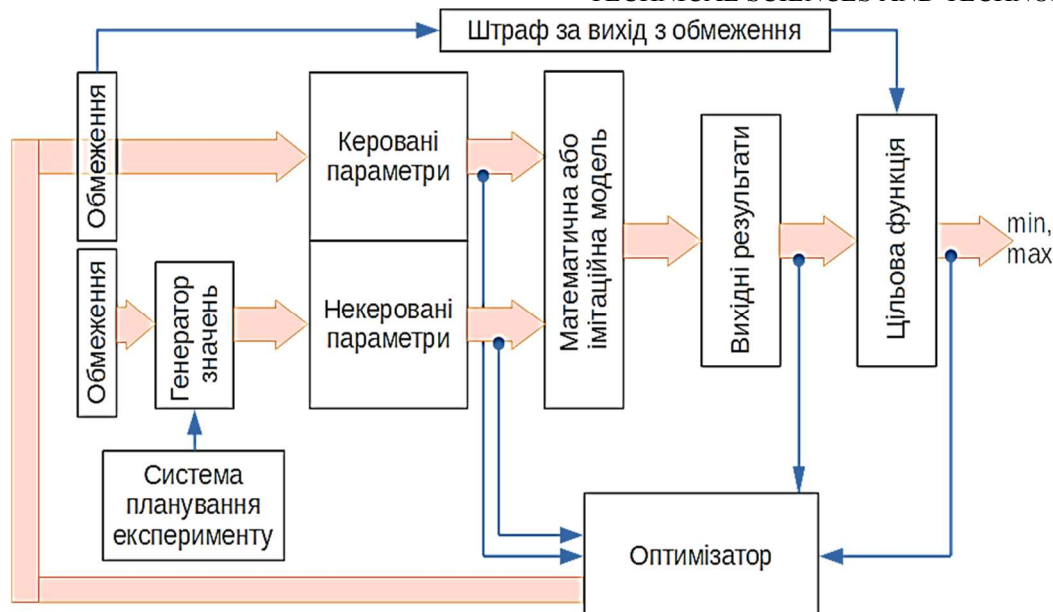 Штраф за вихід з обмеження
Обмеження
Керовані
параметри
Математична або
імітаційна модель
Вихідні результати
Цільова функція
min,
max
Обмеження
Генератор
значень
Некеровані
параметри
Система
планування
експерименту
Оптимізатор